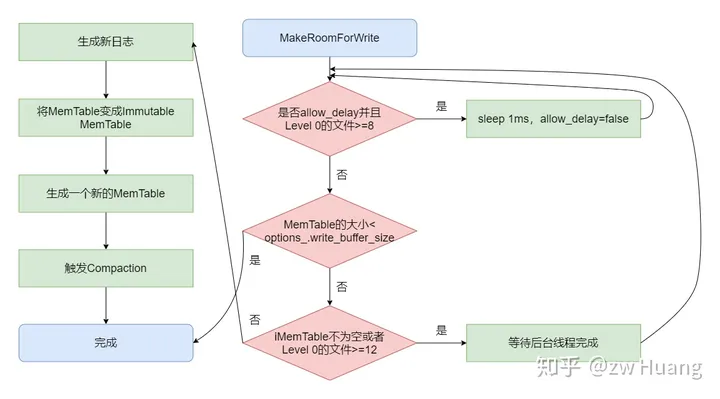 生成新日志
将MemTable变成Immutable
MemTable
生成一个新的MemTable
触发Compaction
完成
MakeRoomForWrite
是否allow_delay并且
Level 0的文件>=8
是
sleep 1ms，allow_delay=false
否
MemTable的大小<
options_.write_buffer_size
是
否
iMemTable不为空或者
Level 0的文件>=12
否
是
等待后台线程完成
知乎 @zw Huang